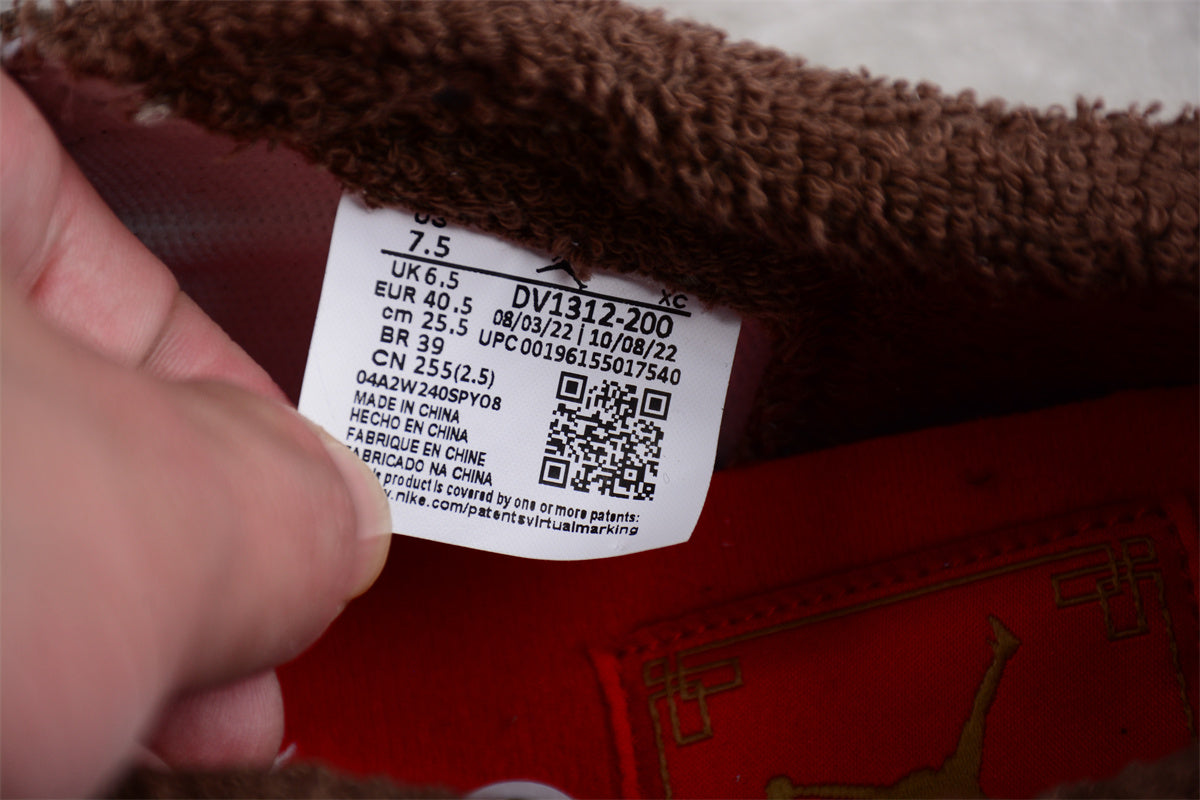 US
7.5
UK 6.5
EUR 40.5
cm 25.5
BR 39
CN 255(2.5)
04A2W240SPY08
MADE IN CHINA
HECHO EN CHINA
FABRIQUE EN CHINE
FABRICADO NA CHINA
XC
DV1312-200
08/03/22 | 10/08/22
UPC 00196155017540
product is covered by one or more patents:
.nike.com/patentsvirtualmarking